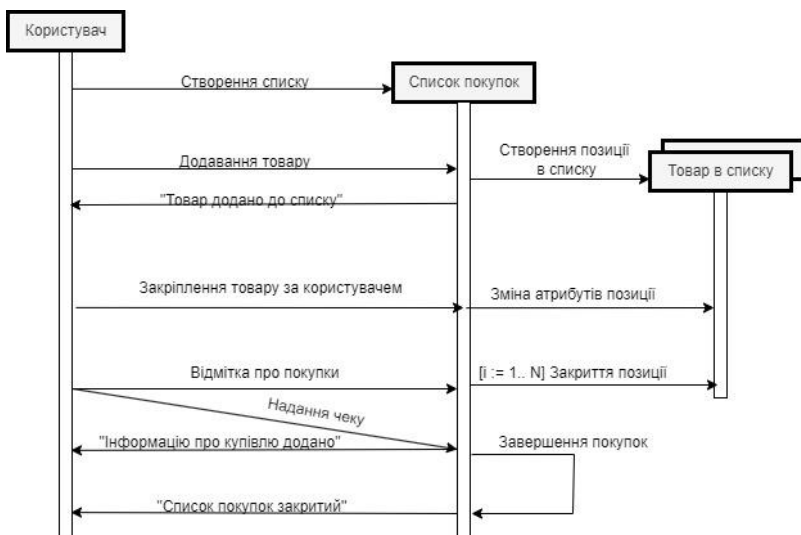 Користувач
Створення списку
Список покупок
Додавання товару
Створення позиції
в списку
Товар в списку
"Товар додано до списку"
Закріплення товару за користувачем
Зміна атрибутів позиції
Відмітка про покупки
[i := 1.. N] Закриття позиції
Надання чеку
"Інформацію про купівлю додано"
Завершення покупок
"Список покупок закритий"